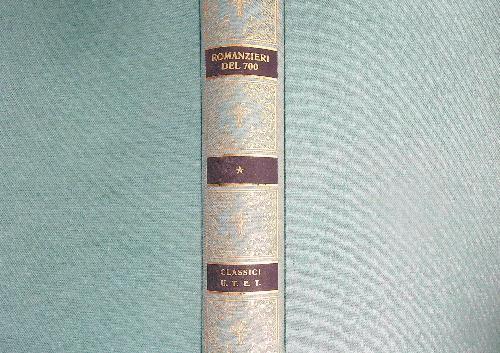 ROMANZIERI
DEL 700
CLASSICI
U. T. E. T.